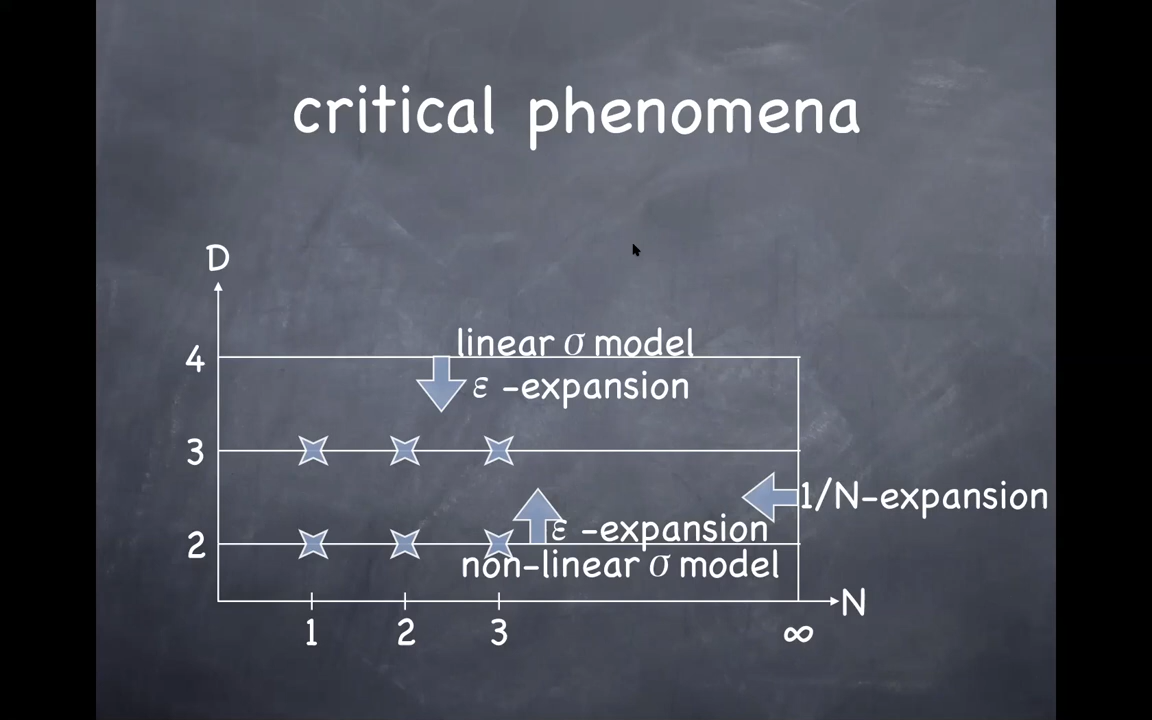 critical phenomena
D
linear σ model
4
ε -expansion
3
1/N-expansion
ε -expansion
2
non-linear σ model
N
1 2 3 ∞